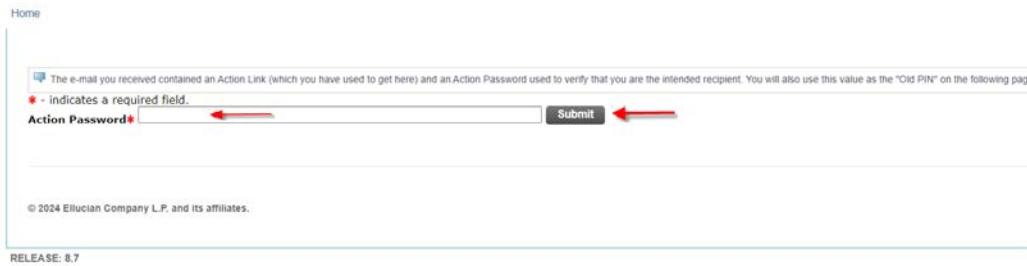 Home
The e-mail you received contained an Action Link (which you have used to get here) and an Action Password used to verify that you are the intended recipient. You will also use this value as the "Old PIN" on the following pag
* - indicates a required field.
Action Password* Submit
© 2024 Ellucian Company L.P. and its affiliates.
RELEASE: 8.7